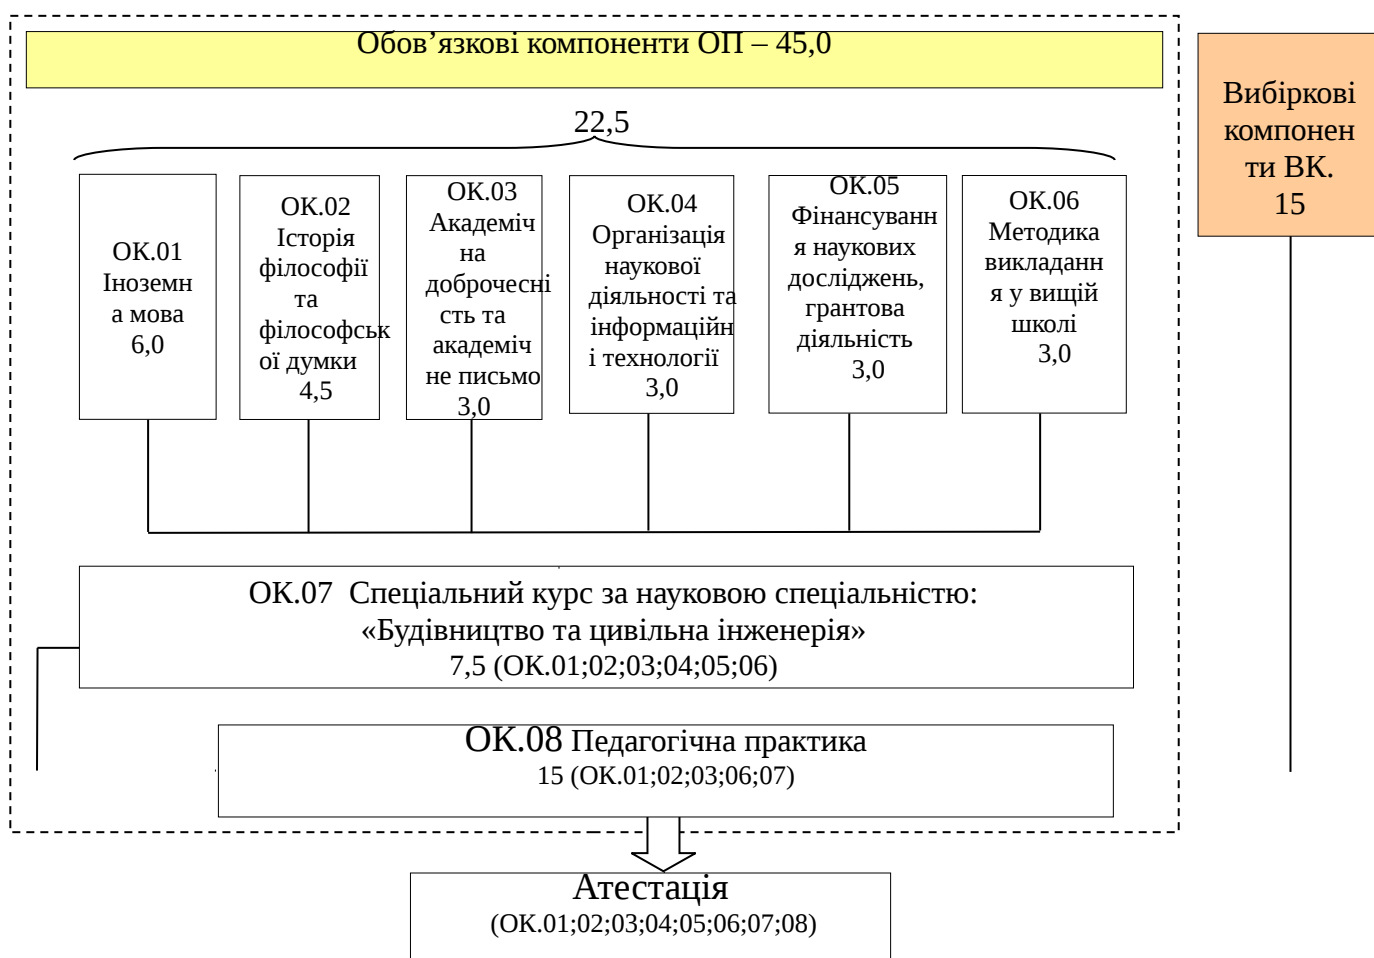 Обов’язкові компоненти ОП – 45,0
22,5
ОК.01
Іноземн
а мова
6,0
ОК.02
Історія
філософії
та
філософськ
ої думки
4,5
ОК.03
Академіч
на
доброчесні
сть та
академіч
не письмо
3,0
ОК.04
Організація
наукової
діяльності та
інформаційн
і технології
3,0
ОК.05
Фінансуванн
я наукових
досліджень,
грантова
діяльність
3,0
ОК.06
Методика
викладанн
я у вищій
школі
3,0
Вибіркові
компонен
ти ВК.
15
ОК.07 Спеціальний курс за науковою спеціальністю:
«Будівництво та цивільна інженерія»
7,5 (ОК.01;02;03;04;05;06)
ОК.08 Педагогічна практика
15 (ОК.01;02;03;06;07)
Атестація
(ОК.01;02;03;04;05;06;07;08)